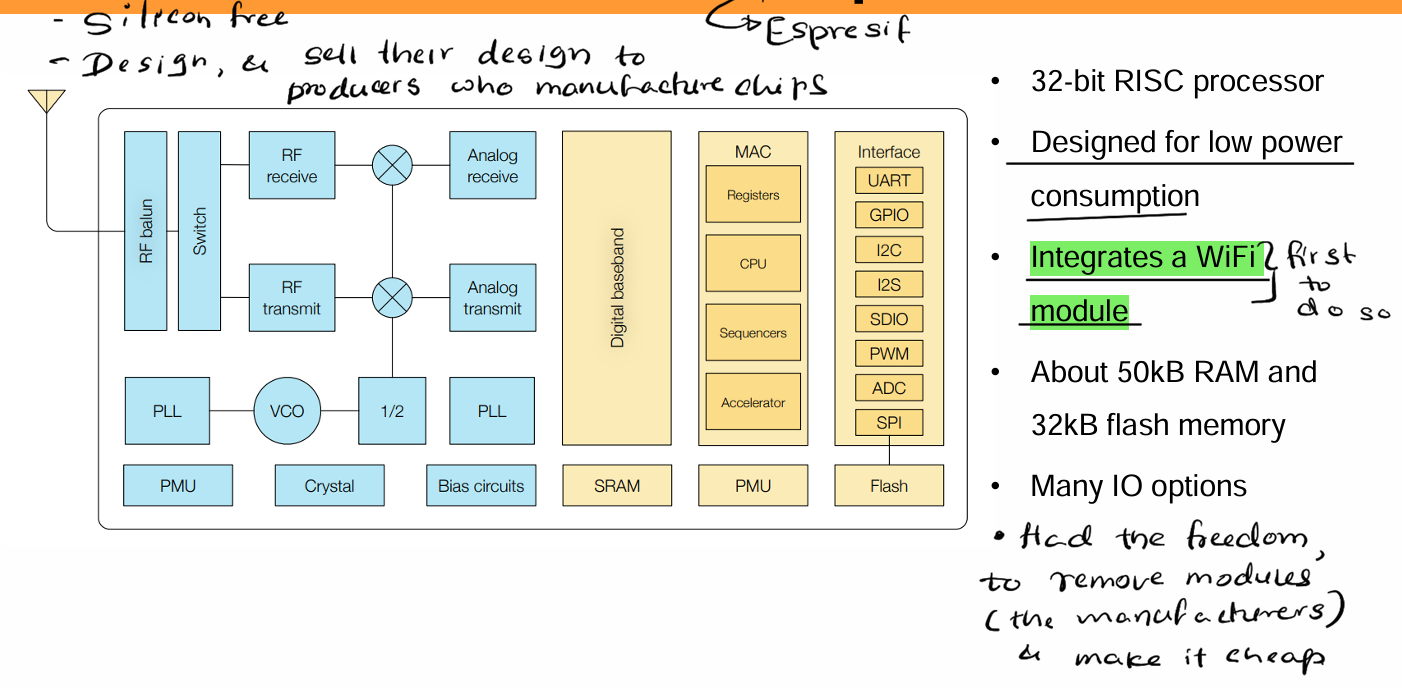 - Silicon free
Espresif
- Design, & sell their design to
producers who manufacture chips
RF balun
Switch
RF
receive
Analog
receive
RF
transmit
Analog
transmit
PLL
VCO
1/2
PLL
PMU
Crystal
Bias circuits
Digital baseband
SRAM
MAC
Registers
CPU
Sequencers
Accelerator
PMU
Interface
UART
GPIO
I2C
I2S
SDIO
PWM
ADC
SPI
Flash
• 32-bit RISC processor
• Designed for low power
consumption
• Integrates a WiFi
module
first
to
do so
• About 50kB RAM and
32kB flash memory
• Many IO options
• Had the freedom,
to remove modules
(the manufacturers)
& make it cheap